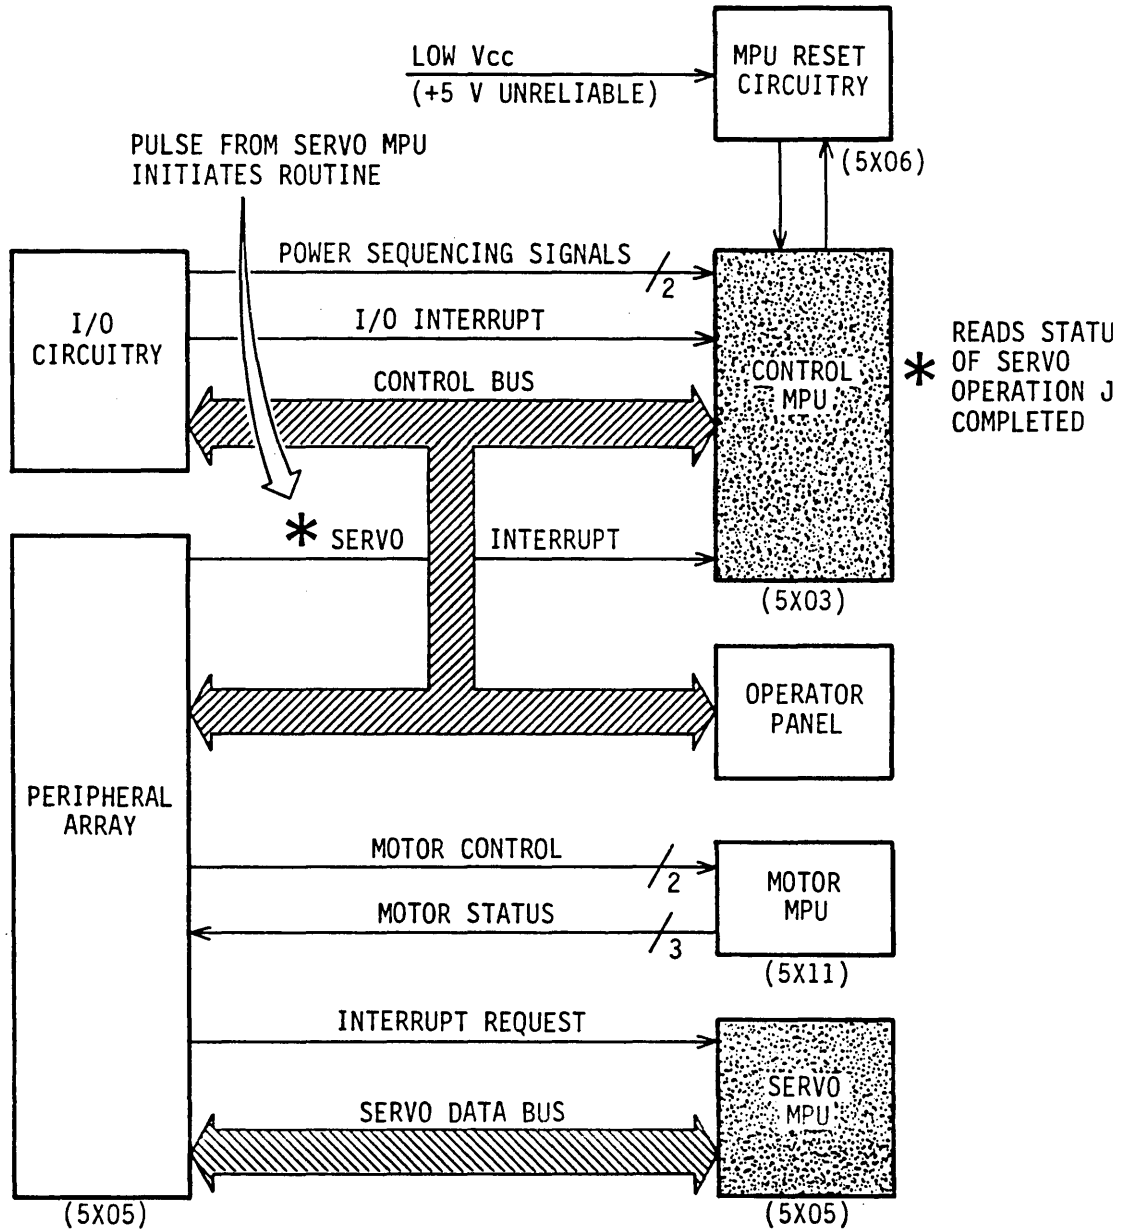 LOW Vcc
(+5 V UNRELIABLE)
MPU RESET
CIRCUITRY
(5X06)
PULSE FROM SERVO MPU
INITIATES ROUTINE
POWER SEQUENCING SIGNALS
2
I/O
CIRCUITRY
I/O INTERRUPT
CONTROL BUS
CONTROL
MPU
* READS STATU
OF SERVO
OPERATION J
COMPLETED
* SERVO INTERRUPT
(5X03)
OPERATOR
PANEL
PERIPHERAL
ARRAY
MOTOR CONTROL
2
MOTOR
MPU
MOTOR STATUS
3
(5X11)
INTERRUPT REQUEST
SERVO DATA BUS
SERVO
MPU
(5X05)
(5X05)